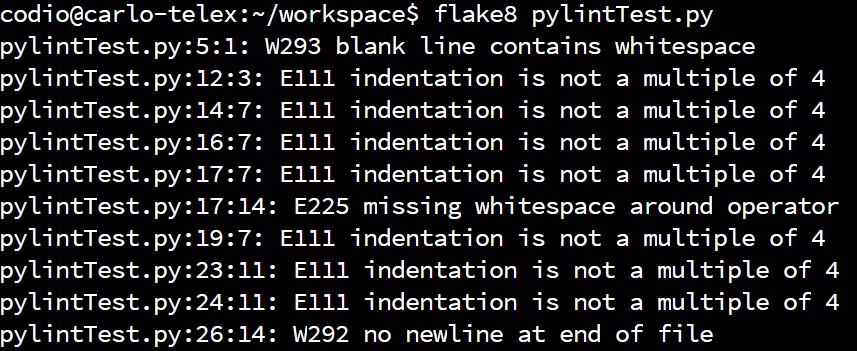 codio@carlo-telex:~/workspace$ flake8 pylintTest.py
pylintTest.py:5:1: W293 blank line contains whitespace
pylintTest.py:12:3: E111 indentation is not a multiple of 4
pylintTest.py:14:7: E111 indentation is not a multiple of 4
pylintTest.py:16:7: E111 indentation is not a multiple of 4
pylintTest.py:17:7: E111 indentation is not a multiple of 4
pylintTest.py:17:14: E225 missing whitespace around operator
pylintTest.py:19:7: E111 indentation is not a multiple of 4
pylintTest.py:23:11: E111 indentation is not a multiple of 4
pylintTest.py:24:11: E111 indentation is not a multiple of 4
pylintTest.py:26:14: W292 no newline at end of file